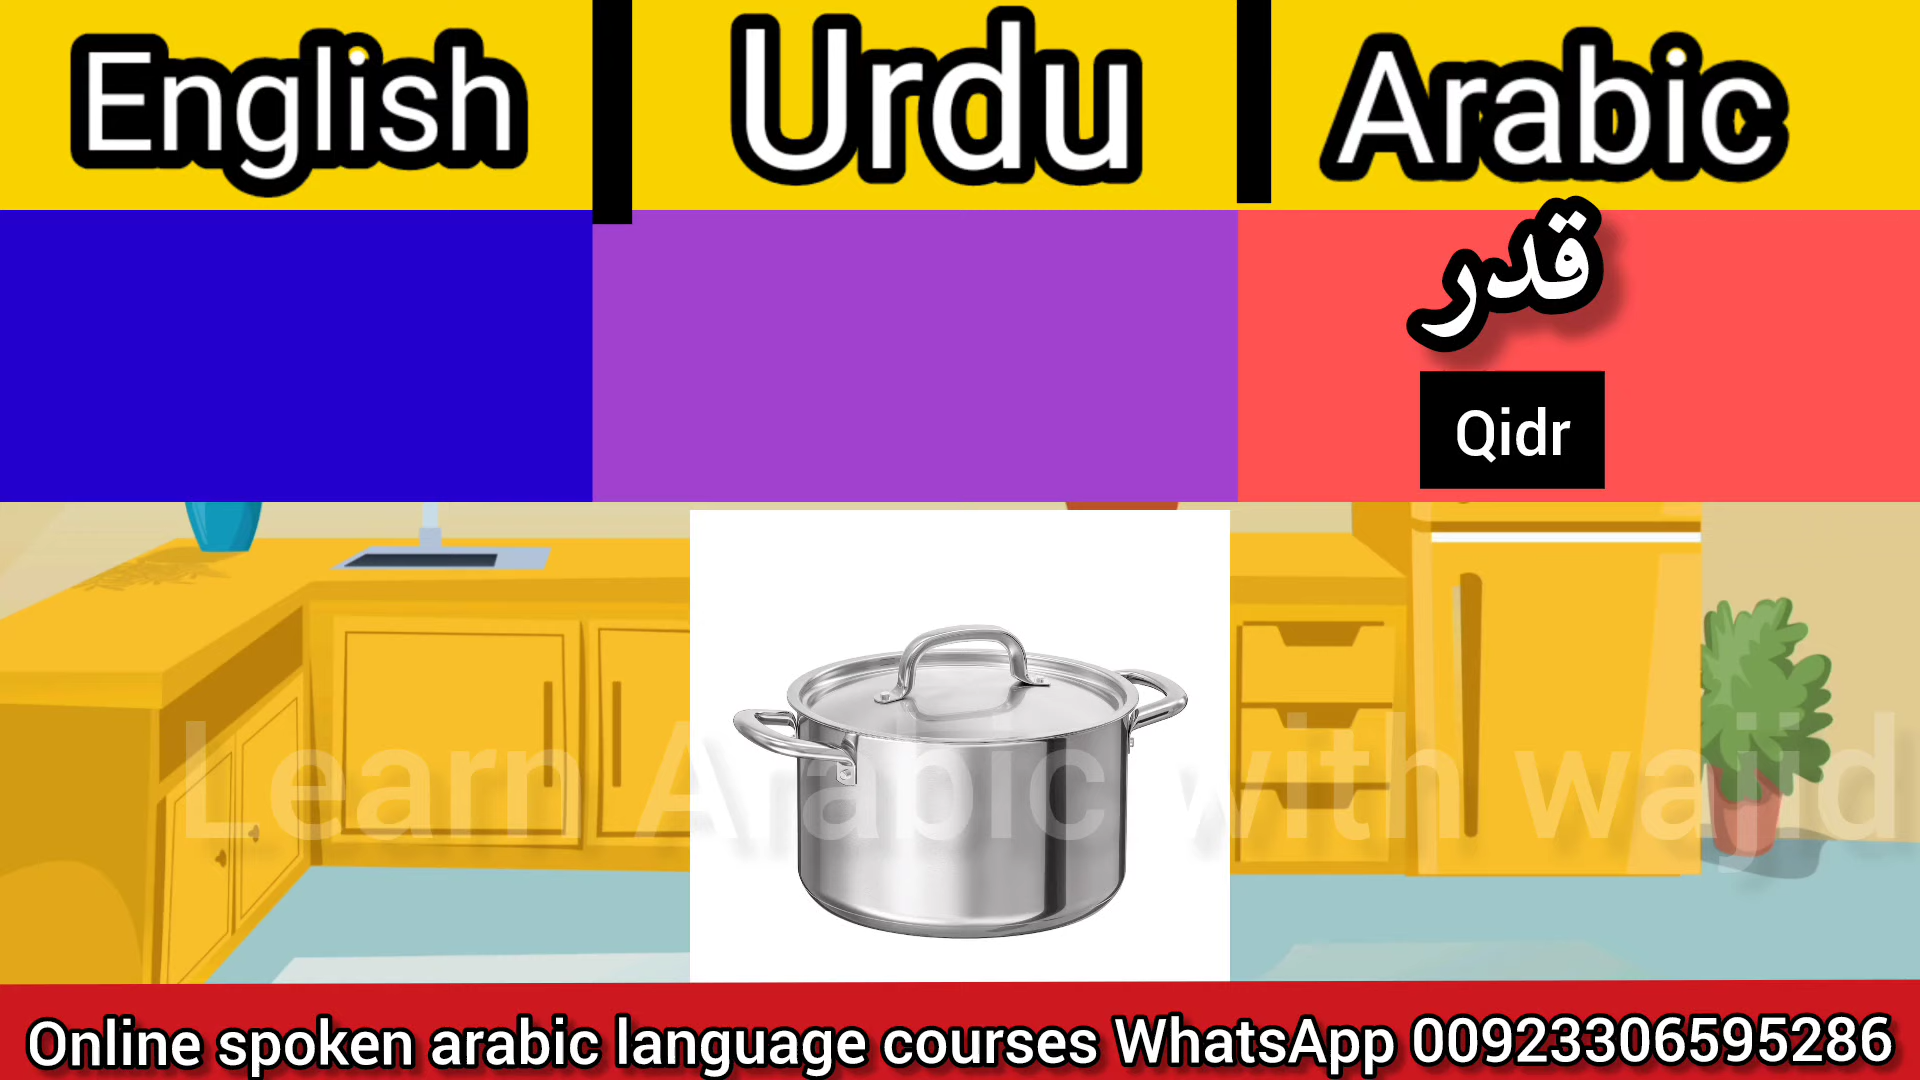 English Urdu Arabic
قدر
Qidr
Learn Arabic with wajid
Online spoken arabic language courses WhatsApp 00923306595286